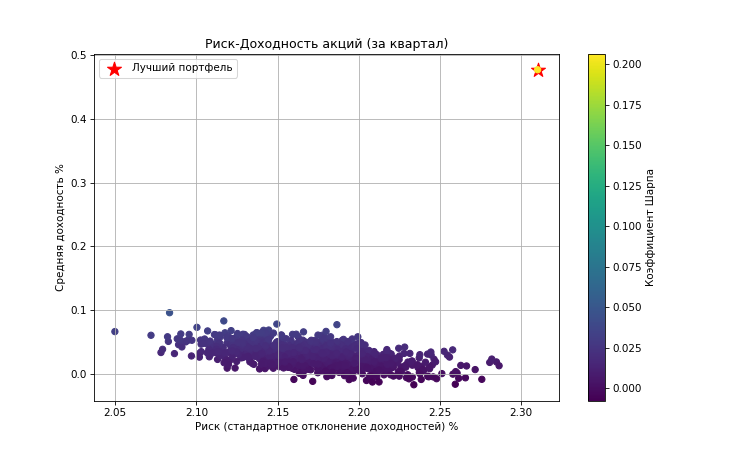 Риск-Доходность акций (за квартал)
Лучший портфель
Средняя доходность %
0.5
0.4
0.3
0.2
0.1
0.0
2.05 2.10 2.15 2.20 2.25 2.30
Риск (стандартное отклонение доходностей) %
0.200
0.175
0.150
0.125
0.100
0.075
0.050
0.025
0.000
Коэффициент Шарпа